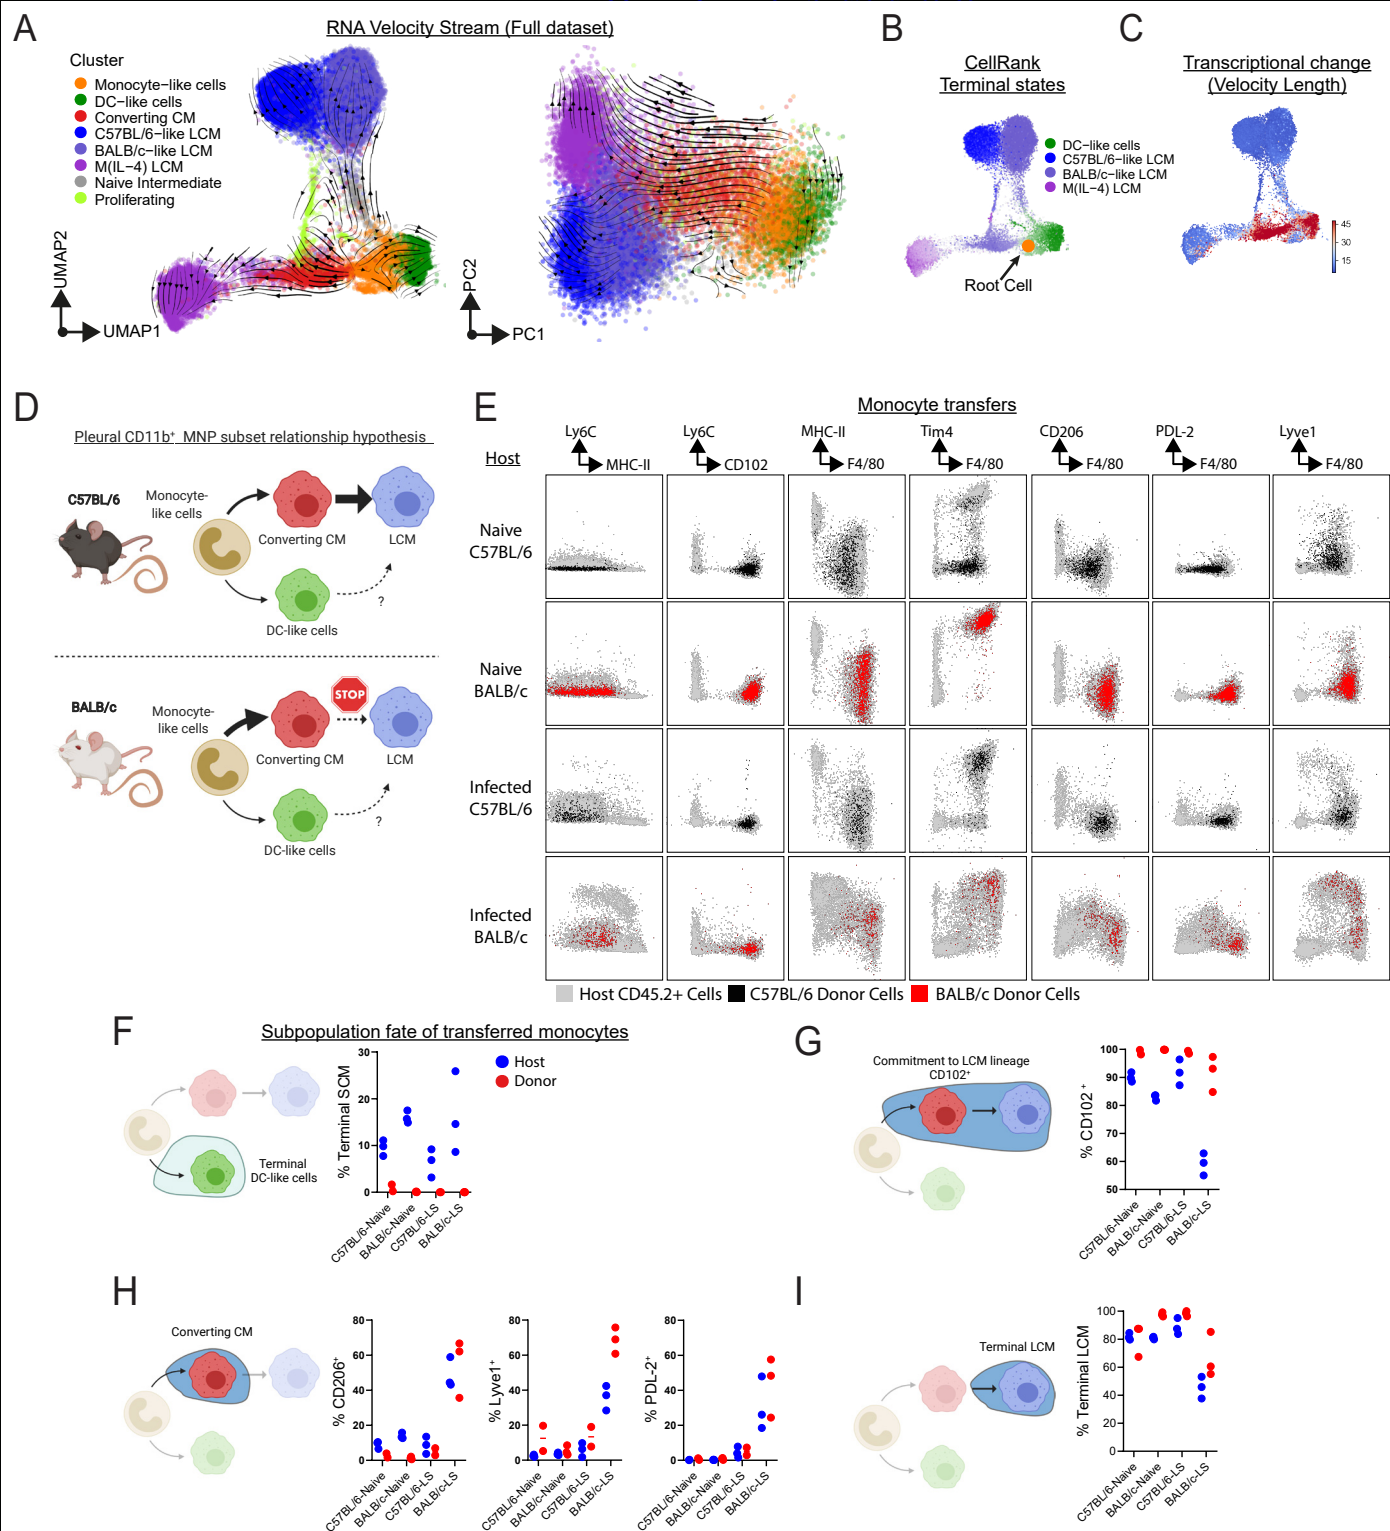 A
RNA Velocity Stream (Full dataset)
Cluster
Monocyte-like cells
DC-like cells
Converting CM
C57BL/6-like LCM
BALB/c-like LCM
M(IL-4) LCM
Naive Intermediate
Proliferating
UMAP2
UMAP1
PC2
PC1
B
CellRank
Terminal states
DC-like cells
C57BL/6-like LCM
BALB/c-like LCM
M(IL-4) LCM
Root Cell
C
Transcriptional change
(Velocity Length)
45
30
15
D
Pleural CD11b+ MNP subset relationship hypothesis
C57BL/6
Monocyte-
like cells
Converting CM
LCM
?
DC-like cells
BALB/c
Monocyte-
like cells
STOP
Converting CM
LCM
?
DC-like cells
E
Monocyte transfers
Host
Ly6C
MHC-II
Ly6C
CD102
MHC-II
F4/80
Tim4
F4/80
CD206
F4/80
PDL-2
F4/80
Lyve1
F4/80
Naive
C57BL/6
Naive
BALB/c
Infected
C57BL/6
Infected
BALB/c
Host CD45.2+ Cells
C57BL/6 Donor Cells
BALB/c Donor Cells
F
Subpopulation fate of transferred monocytes
Terminal
DC-like cells
% Terminal SCM
30
20
10
0
C57BL/6-Naive
BALB/c-Naive
C57BL/6-LS
BALB/c-LS
Host
Donor
G
Commitment to LCM lineage
CD102+
% CD102 +
100
90
80
70
60
50
C57BL/6-Naive
BALB/c-Naive
C57BL/6-LS
BALB/c-LS
H
Converting CM
% CD206+
80
60
40
20
0
C57BL/6-Naive
BALB/c-Naive
C57BL/6-LS
BALB/c-LS
% Lyve1+
80
60
40
20
0
C57BL/6-Naive
BALB/c-Naive
C57BL/6-LS
BALB/c-LS
% PDL-2+
80
60
40
20
0
C57BL/6-Naive
BALB/c-Naive
C57BL/6-LS
BALB/c-LS
I
Terminal LCM
% Terminal LCM
100
80
60
40
20
0
C57BL/6-Naive
BALB/c-Naive
C57BL/6-LS
BALB/c-LS